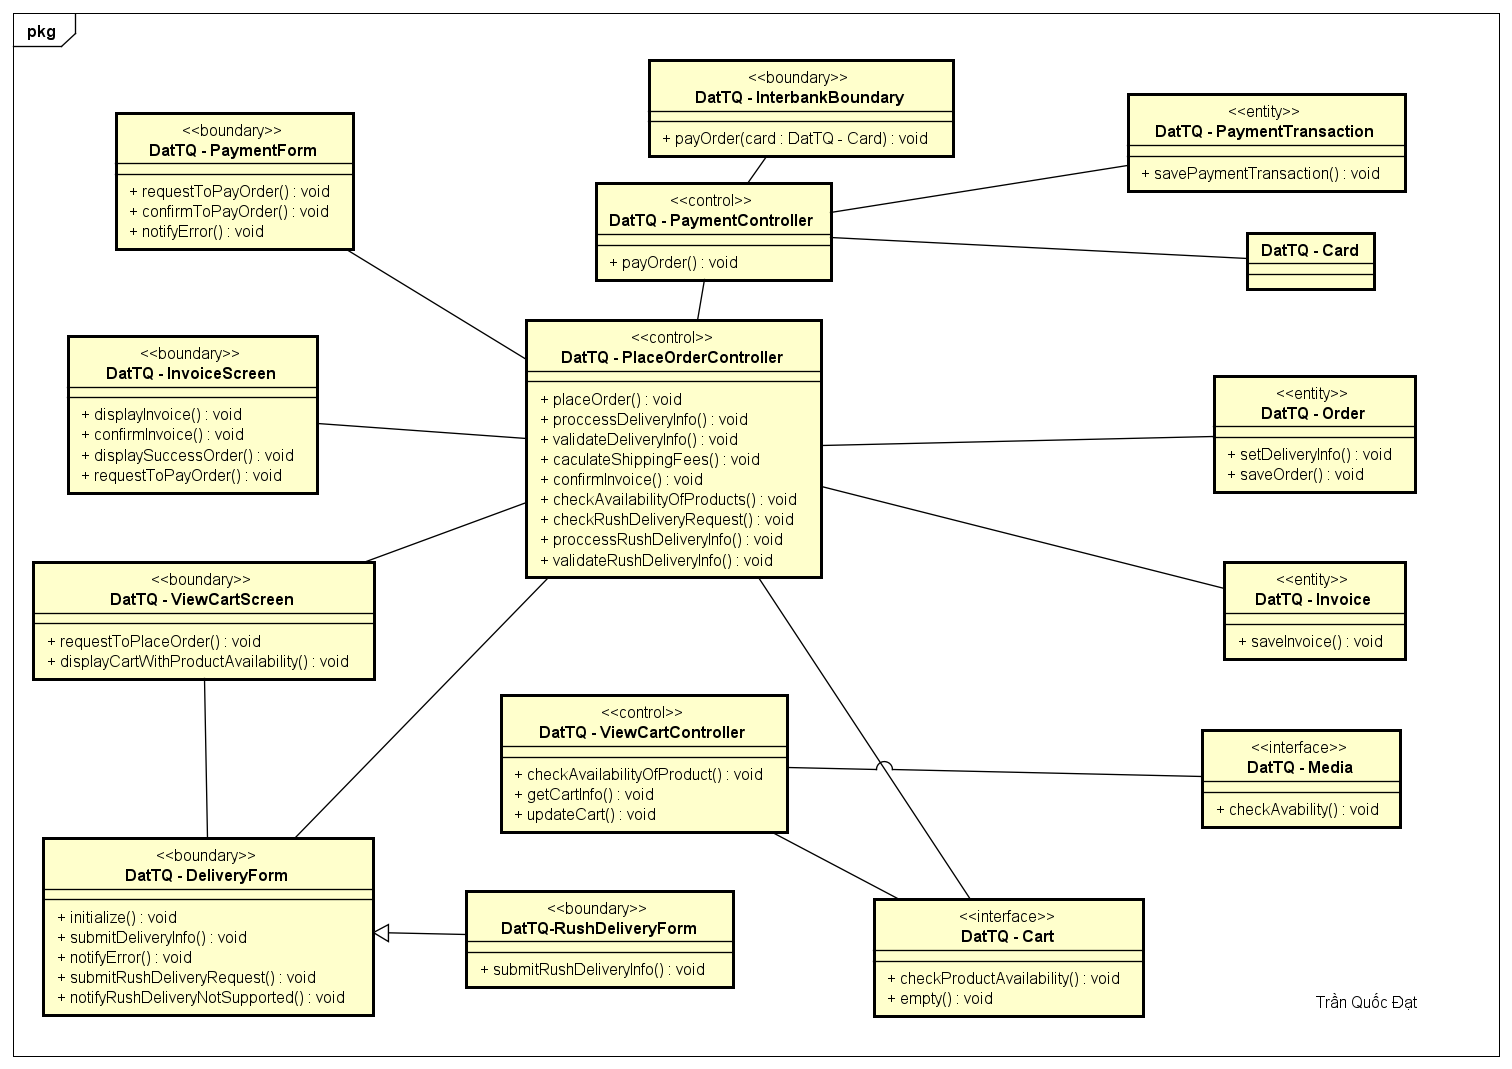 pkg
<<boundary>>
DatTQ - InterbankBoundary
+ payOrder(card : DatTQ - Card) : void
<<entity>>
DatTQ - PaymentTransaction
+ savePaymentTransaction() : void
<<boundary>>
DatTQ - PaymentForm
+ requestToPayOrder() : void
+ confirmToPayOrder() : void
+ notifyError() : void
<<control>>
DatTQ - PaymentController
+ payOrder() : void
DatTQ - Card
<<control>>
DatTQ - PlaceOrderController
+ placeOrder() : void
+ proccessDeliveryInfo() : void
+ validateDeliveryInfo() : void
+ caculateShippingFees() : void
+ confirmInvoice() : void
+ checkAvailabilityOfProducts() : void
+ checkRushDeliveryRequest() : void
+ proccessRushDeliveryInfo() : void
+ validateRushDeliveryInfo() : void
<<boundary>>
DatTQ - InvoiceScreen
+ displayInvoice() : void
+ confirmInvoice() : void
+ displaySuccessOrder() : void
+ requestToPayOrder() : void
<<entity>>
DatTQ - Order
+ setDeliveryInfo() : void
+ saveOrder() : void
<<boundary>>
DatTQ - ViewCartScreen
+ requestToPlaceOrder() : void
+ displayCartWithProductAvailability() : void
<<entity>>
DatTQ - Invoice
+ saveInvoice() : void
<<control>>
DatTQ - ViewCartController
+ checkAvailabilityOfProduct() : void
+ getCartInfo() : void
+ updateCart() : void
<<interface>>
DatTQ - Media
+ checkAvability() : void
<<boundary>>
DatTQ - DeliveryForm
+ initialize() : void
+ submitDeliveryInfo() : void
+ notifyError() : void
+ submitRushDeliveryRequest() : void
+ notifyRushDeliveryNotSupported() : void
<<boundary>>
DatTQ-RushDeliveryForm
+ submitRushDeliveryInfo() : void
<<interface>>
DatTQ - Cart
+ checkProductAvailability() : void
+ empty() : void
Trần Quốc Đạt